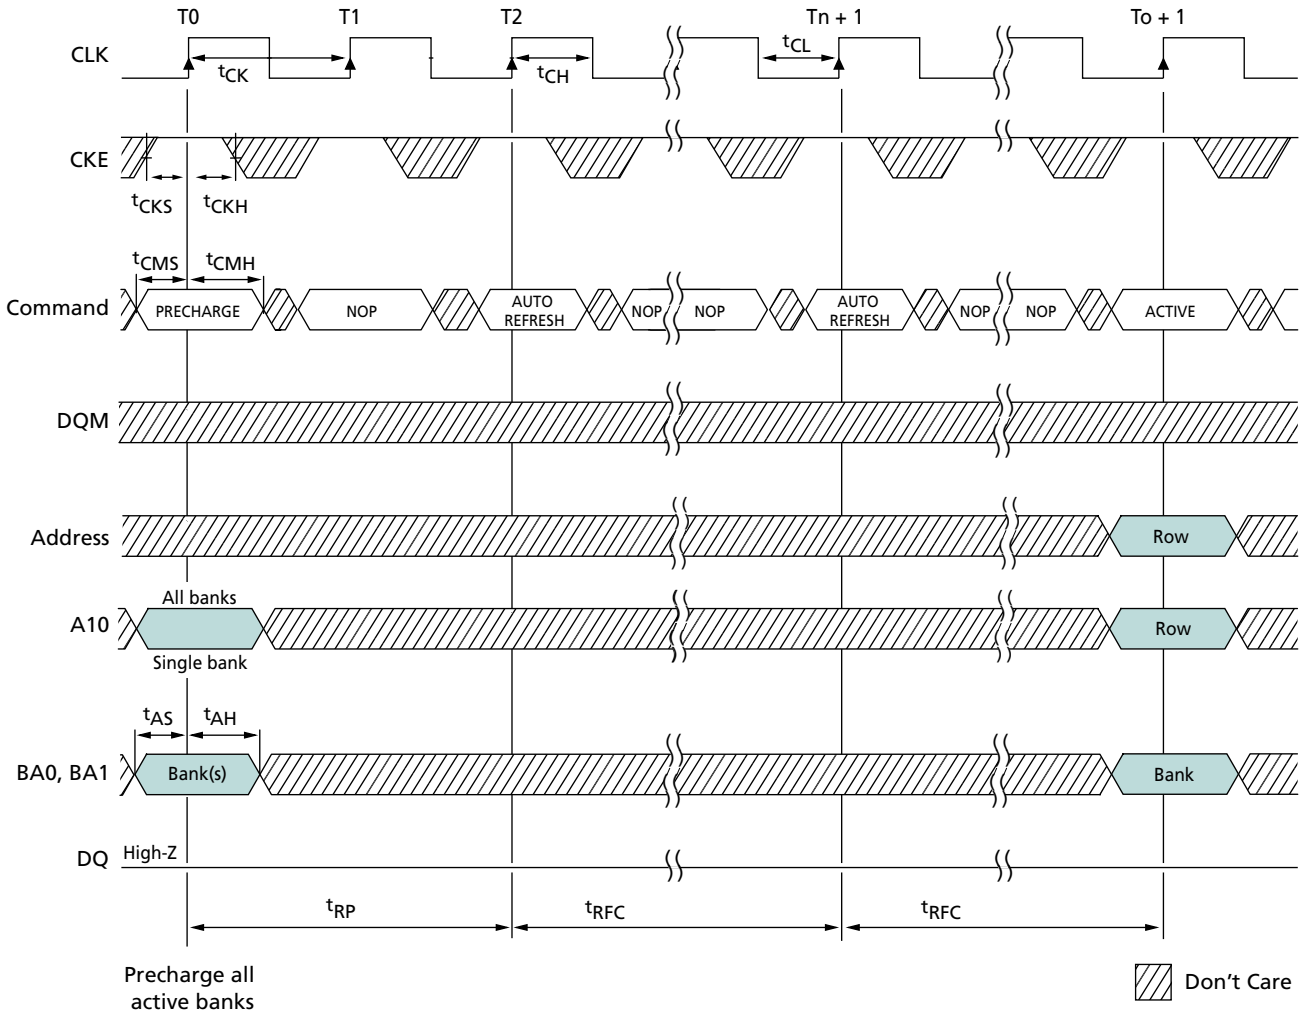 T0 T1 T2 Tn + 1 To + 1
CLK tCK tCH tCL
CKE
tCKS tCKH
tCMS tCMH
Command PRECHARGE NOP AUTO REFRESH NOP NOP AUTO REFRESH NOP NOP ACTIVE
DQM
Address Row
All banks
A10 Row
Single bank
tAS tAH
BA0, BA1 Bank(s) Bank
DQ High-Z
tRP tRFC tRFC
Precharge all
active banks
Don't Care